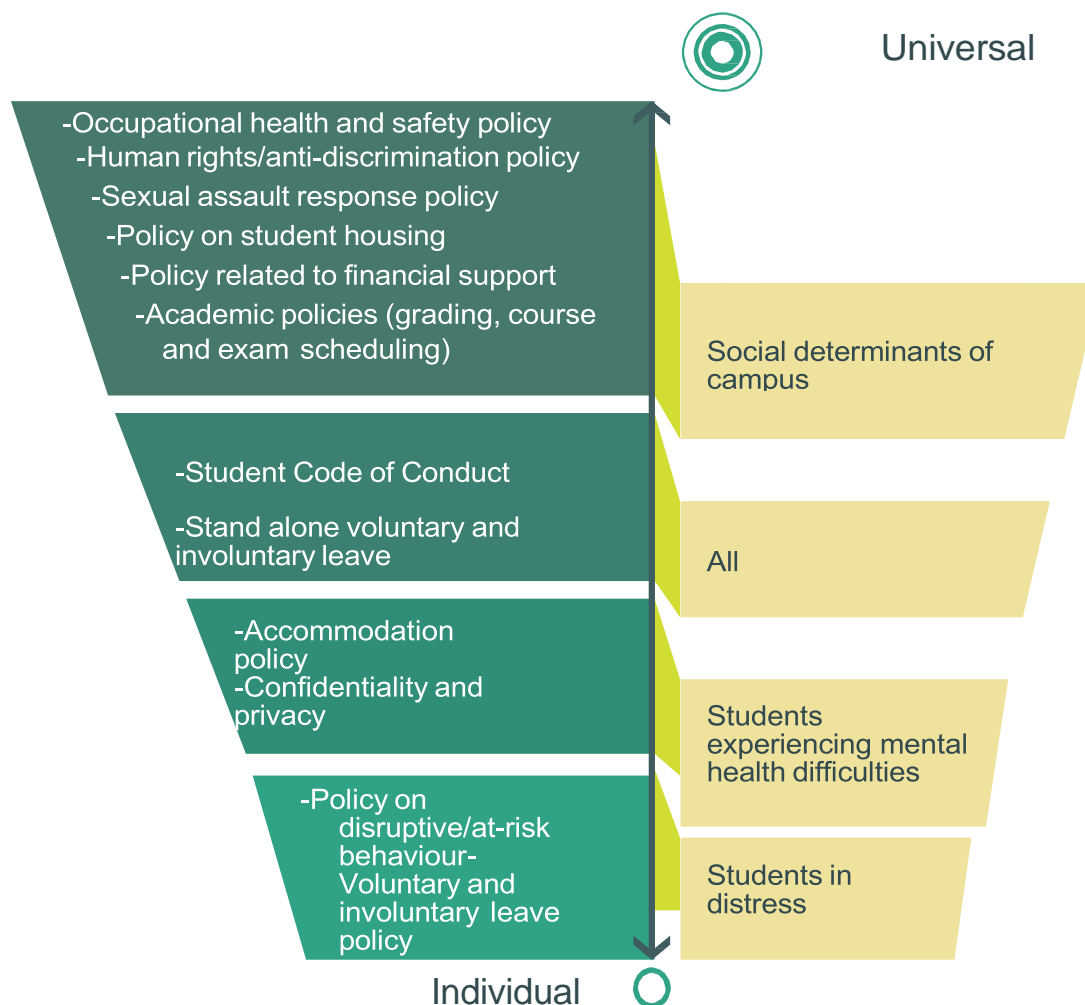 Universal
-Occupational health and safety policy
-Human rights/anti-discrimination policy
-Sexual assault response policy
-Policy on student housing
-Policy related to financial support
-Academic policies (grading, course
and exam scheduling)
Social determinants of
campus
-Student Code of Conduct
-Stand alone voluntary and
involuntary leave
All
-Accommodation
policy
-Confidentiality and
privacy
Students
experiencing mental
health difficulties
-Policy on
disruptive/at-risk
behaviour-
Voluntary and
involuntary leave
policy
Students in
distress
Individual